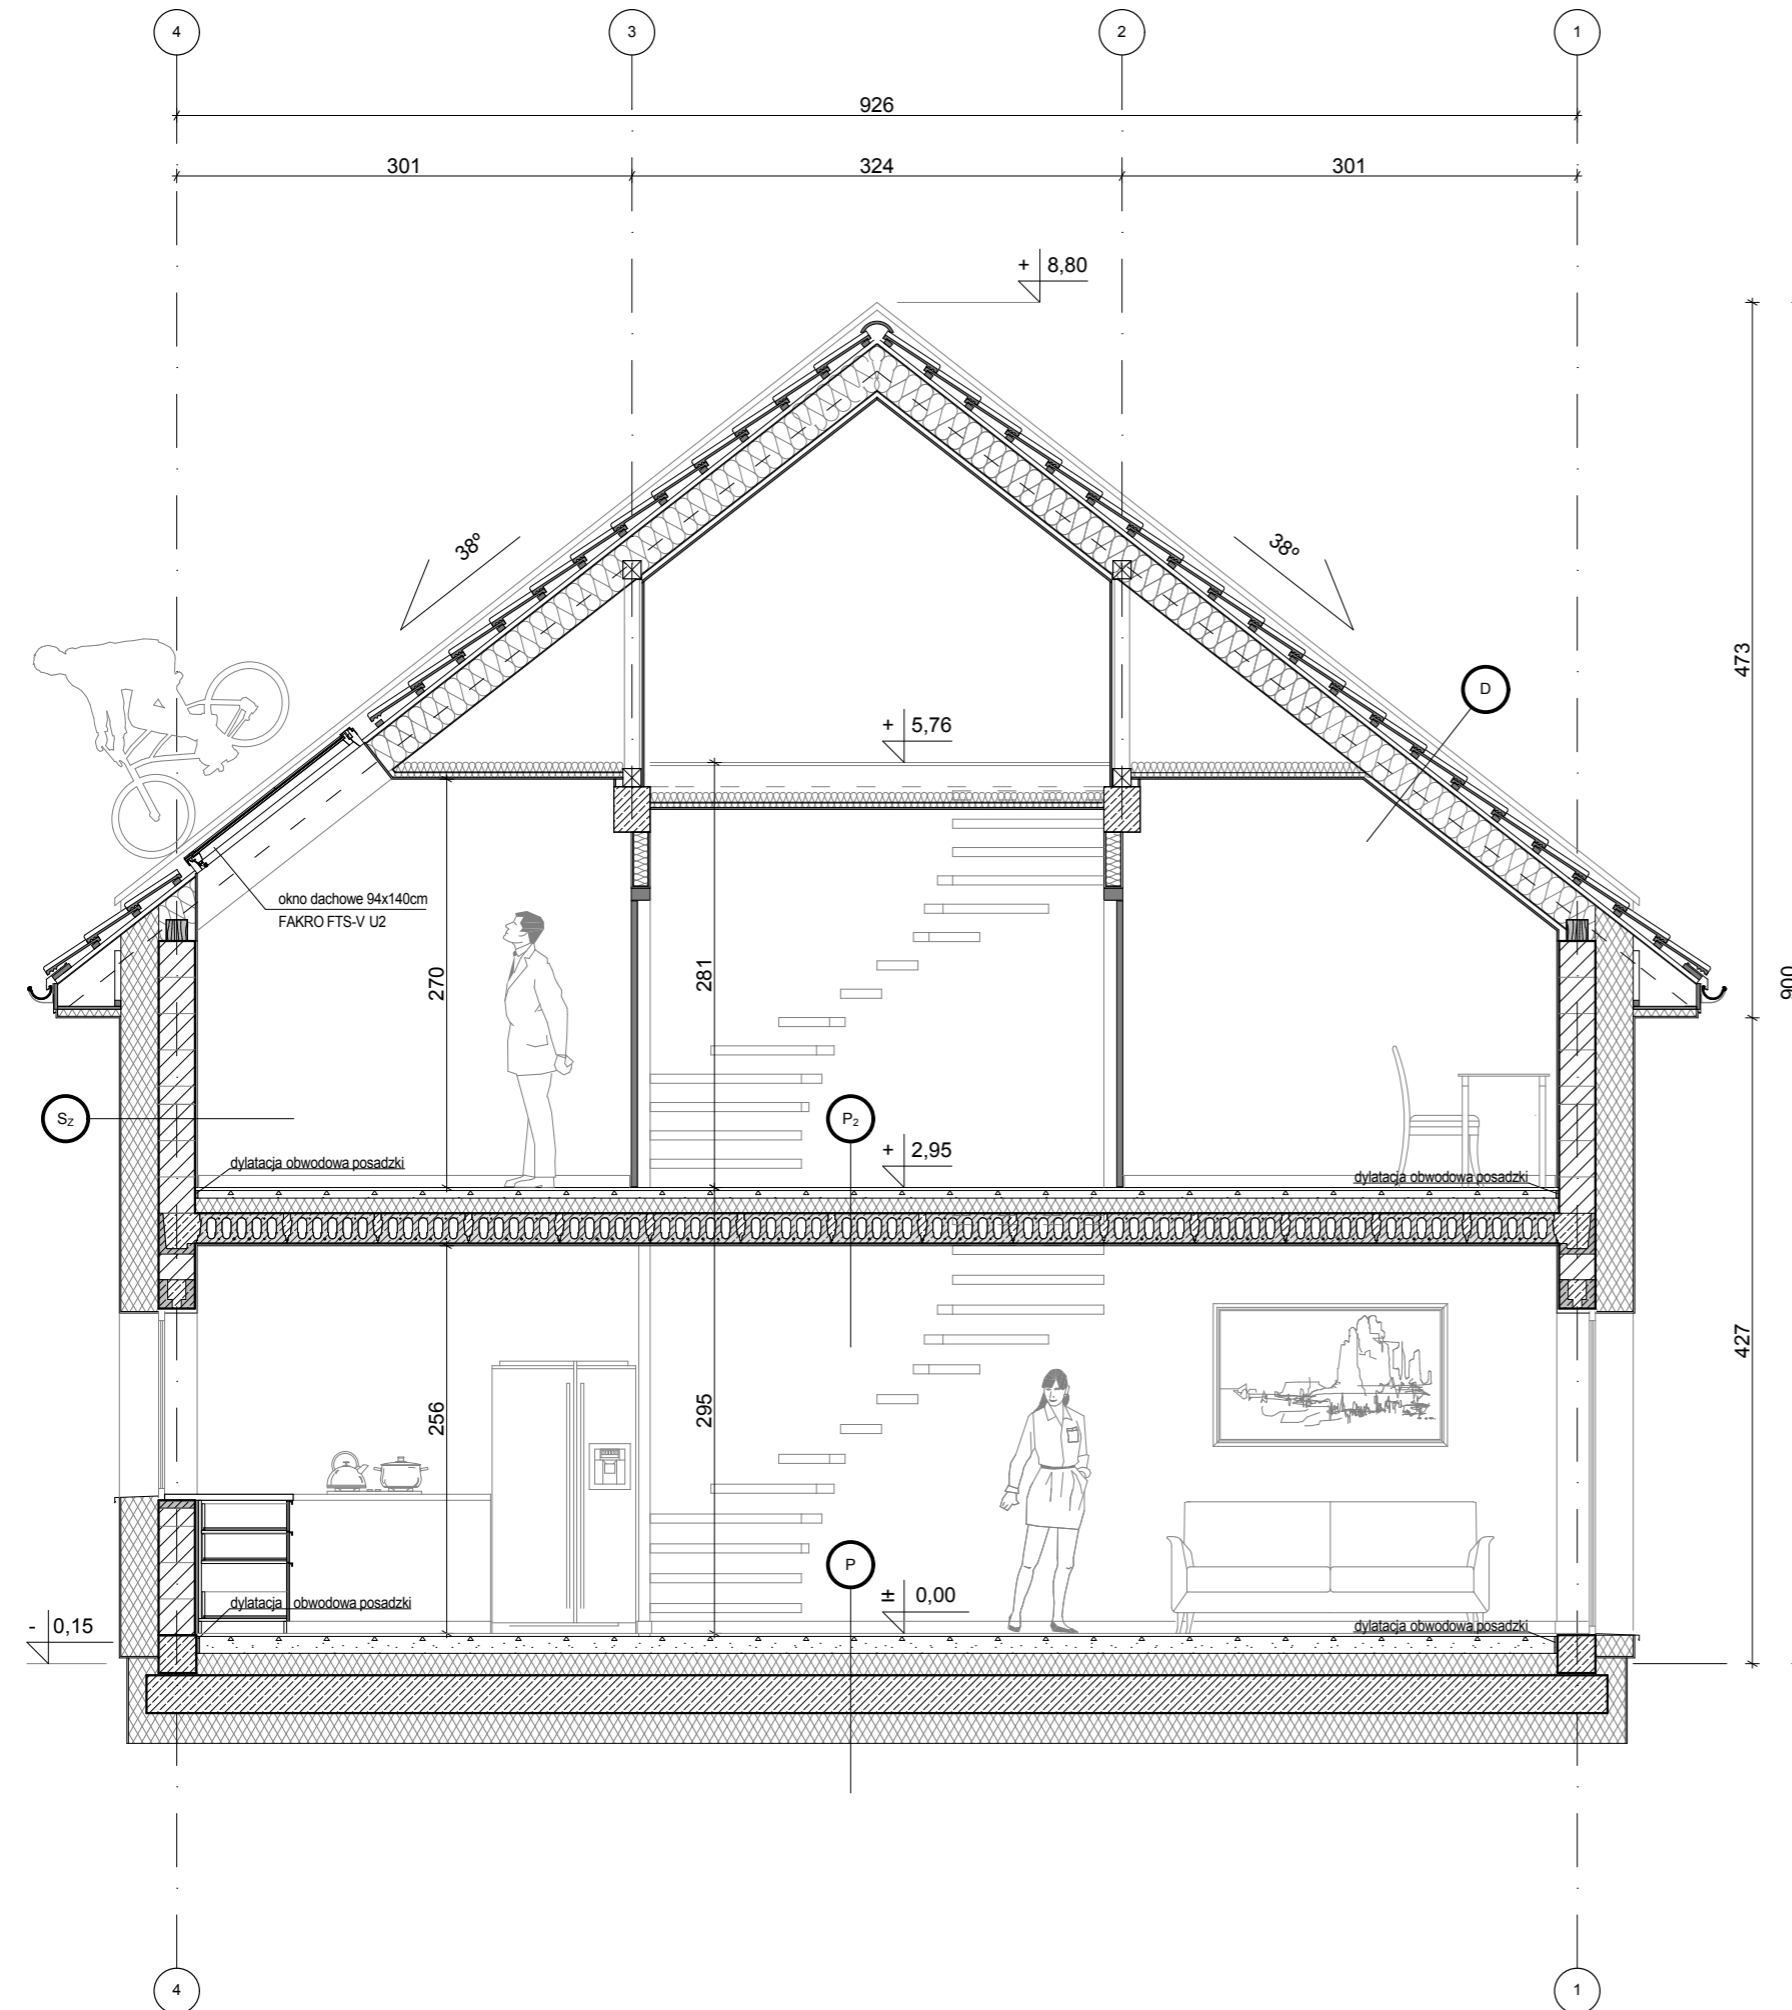 4
3
2
1
926
301
324
301
+ 8,80
38º
38º
473
D
+ 5,76
okno dachowe 94x140cm
FAKRO FTS-V U2
270
281
900
SZ
P2
+ 2,95
dylatacja obwodowa posadzki
dylatacja obwodowa posadzki
427
256
295
P
± 0,00
dylatacja obwodowa posadzki
- 0,15
dylatacja obwodowa posadzki
4
1